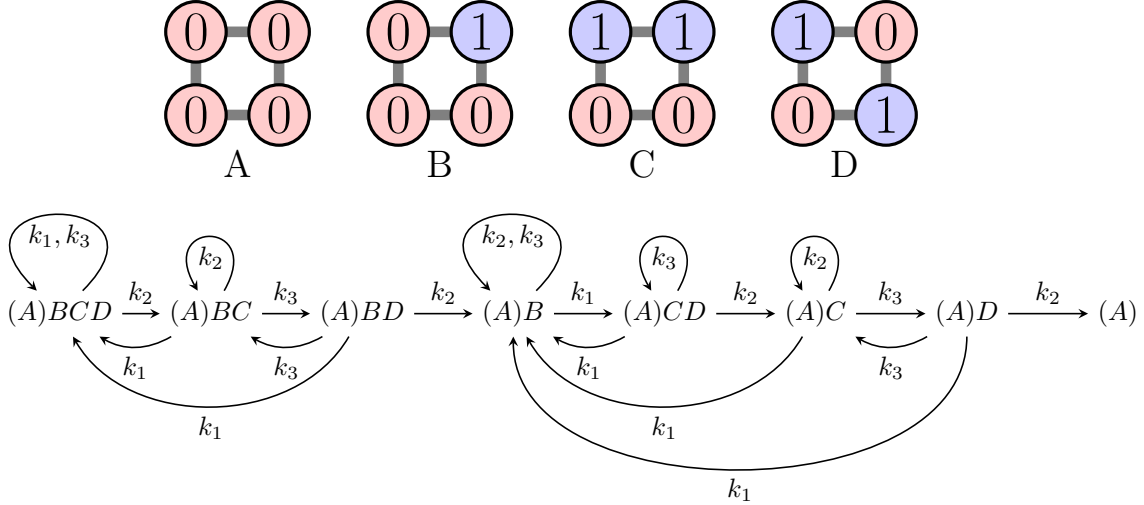 0 0 0 1 1 1 1 0
0 0 0 0 0 0 0 1
A B C D
k₁, k₃ k₂ k₂, k₃ k₃ k₂
k₂ k₃ k₂ k₁ k₂ k₃ k₂
(A)BCD (A)BC (A)BD (A)B (A)CD (A)C (A)D (A)
k₁ k₃ k₁ k₃
k₁ k₁
k₁